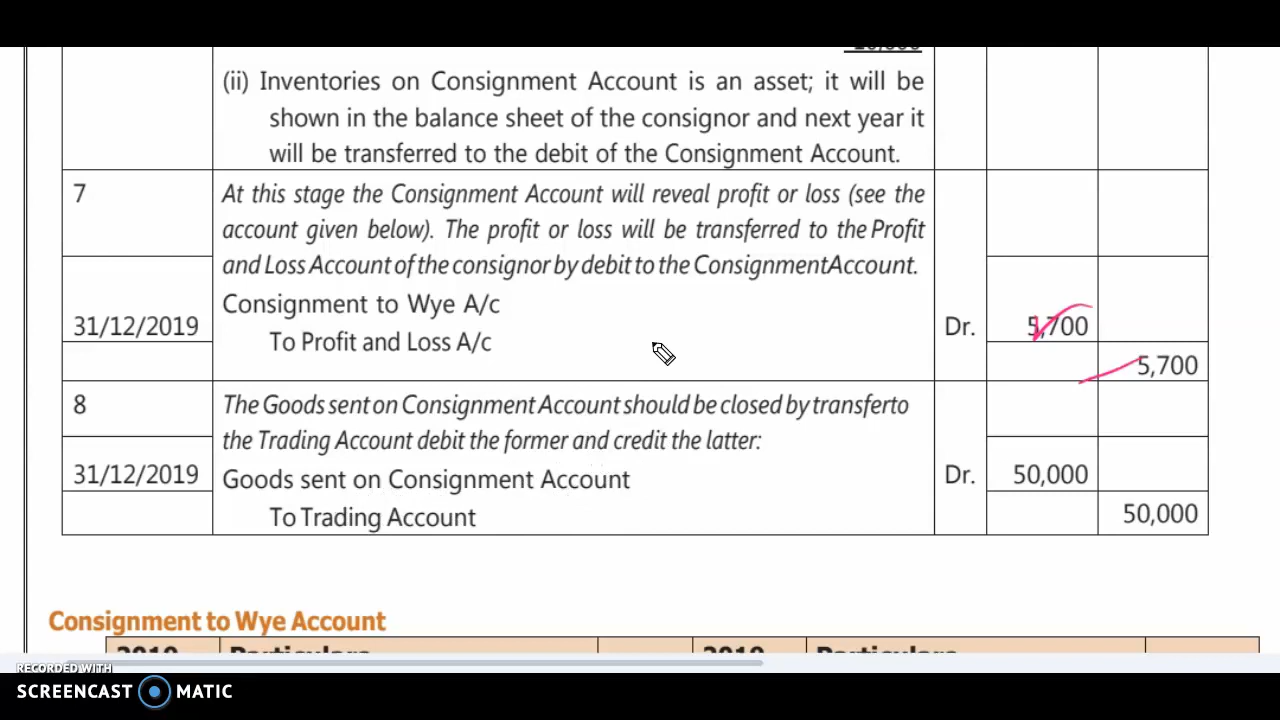 (ii) Inventories on Consignment Account is an asset; it will be
shown in the balance sheet of the consignor and next year it
will be transferred to the debit of the Consignment Account.
7
At this stage the Consignment Account will reveal profit or loss (see the
account given below). The profit or loss will be transferred to the Profit
and Loss Account of the consignor by debit to the ConsignmentAccount.
Consignment to Wye A/c
31/12/2019 Dr. 5,700
To Profit and Loss A/c
5,700
8
The Goods sent on Consignment Account should be closed by transferto
the Trading Account debit the former and credit the latter:
31/12/2019 Goods sent on Consignment Account Dr. 50,000
To Trading Account 50,000
Consignment to Wye Account
2019 Particulars 2019 Particulars
RECORDED WITH
SCREENCAST MATIC